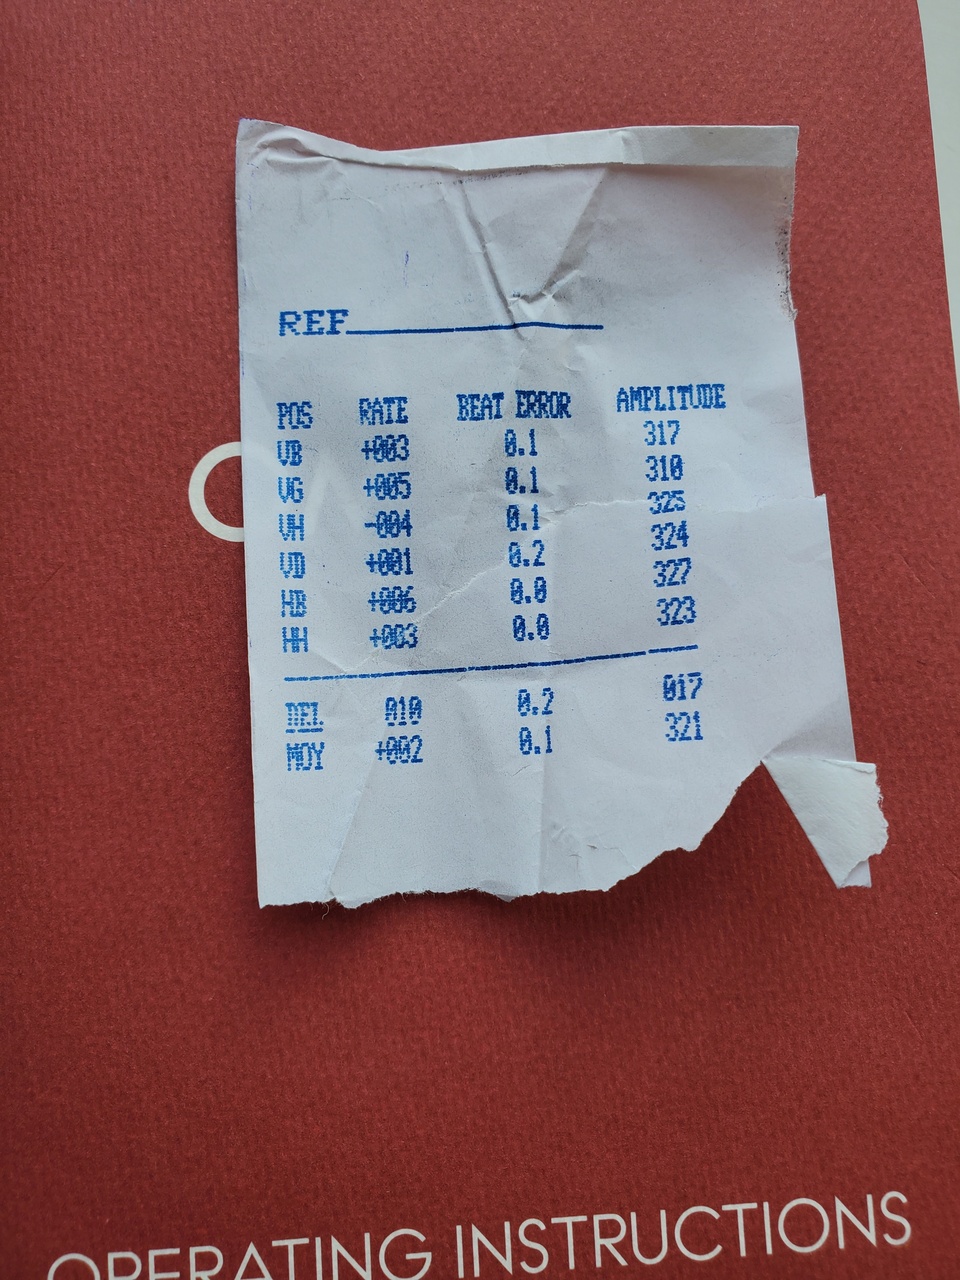 REF
POS RATE BEAT ERROR AMPLITUDE
VB +003 0.1 317
VG +005 0.1 310
VH -004 0.1 325
VD +001 0.2 324
HB +006 0.0 327
HH +003 0.0 323
DEL 010 0.2 017
MOY +002 0.1 321
OPERATING INSTRUCTIONS